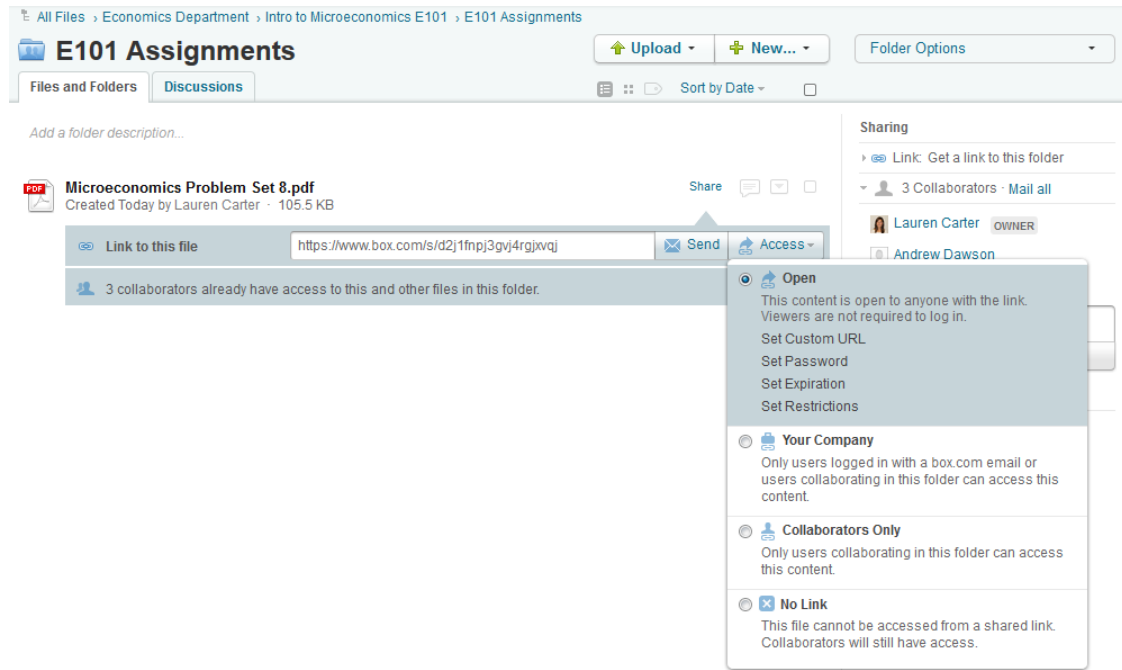 All Files › Economics Department › Intro to Microeconomics E101 › E101 Assignments
E101 Assignments
Upload
New...
Folder Options
Files and Folders
Discussions
Sort by Date
Add a folder description...
Sharing
Link: Get a link to this folder
PDF
Microeconomics Problem Set 8.pdf
Share
3 Collaborators · Mail all
Created Today by Lauren Carter · 105.5 KB
Lauren Carter OWNER
Link to this file
https://www.box.com/s/d2j1fnpj3gvj4rgjxvqj
Send
Access
Andrew Dawson
3 collaborators already have access to this and other files in this folder.
Open
This content is open to anyone with the link.
Viewers are not required to log in.
Set Custom URL
Set Password
Set Expiration
Set Restrictions
Your Company
Only users logged in with a box.com email or
users collaborating in this folder can access this
content.
Collaborators Only
Only users collaborating in this folder can access
this content.
No Link
This file cannot be accessed from a shared link.
Collaborators will still have access.